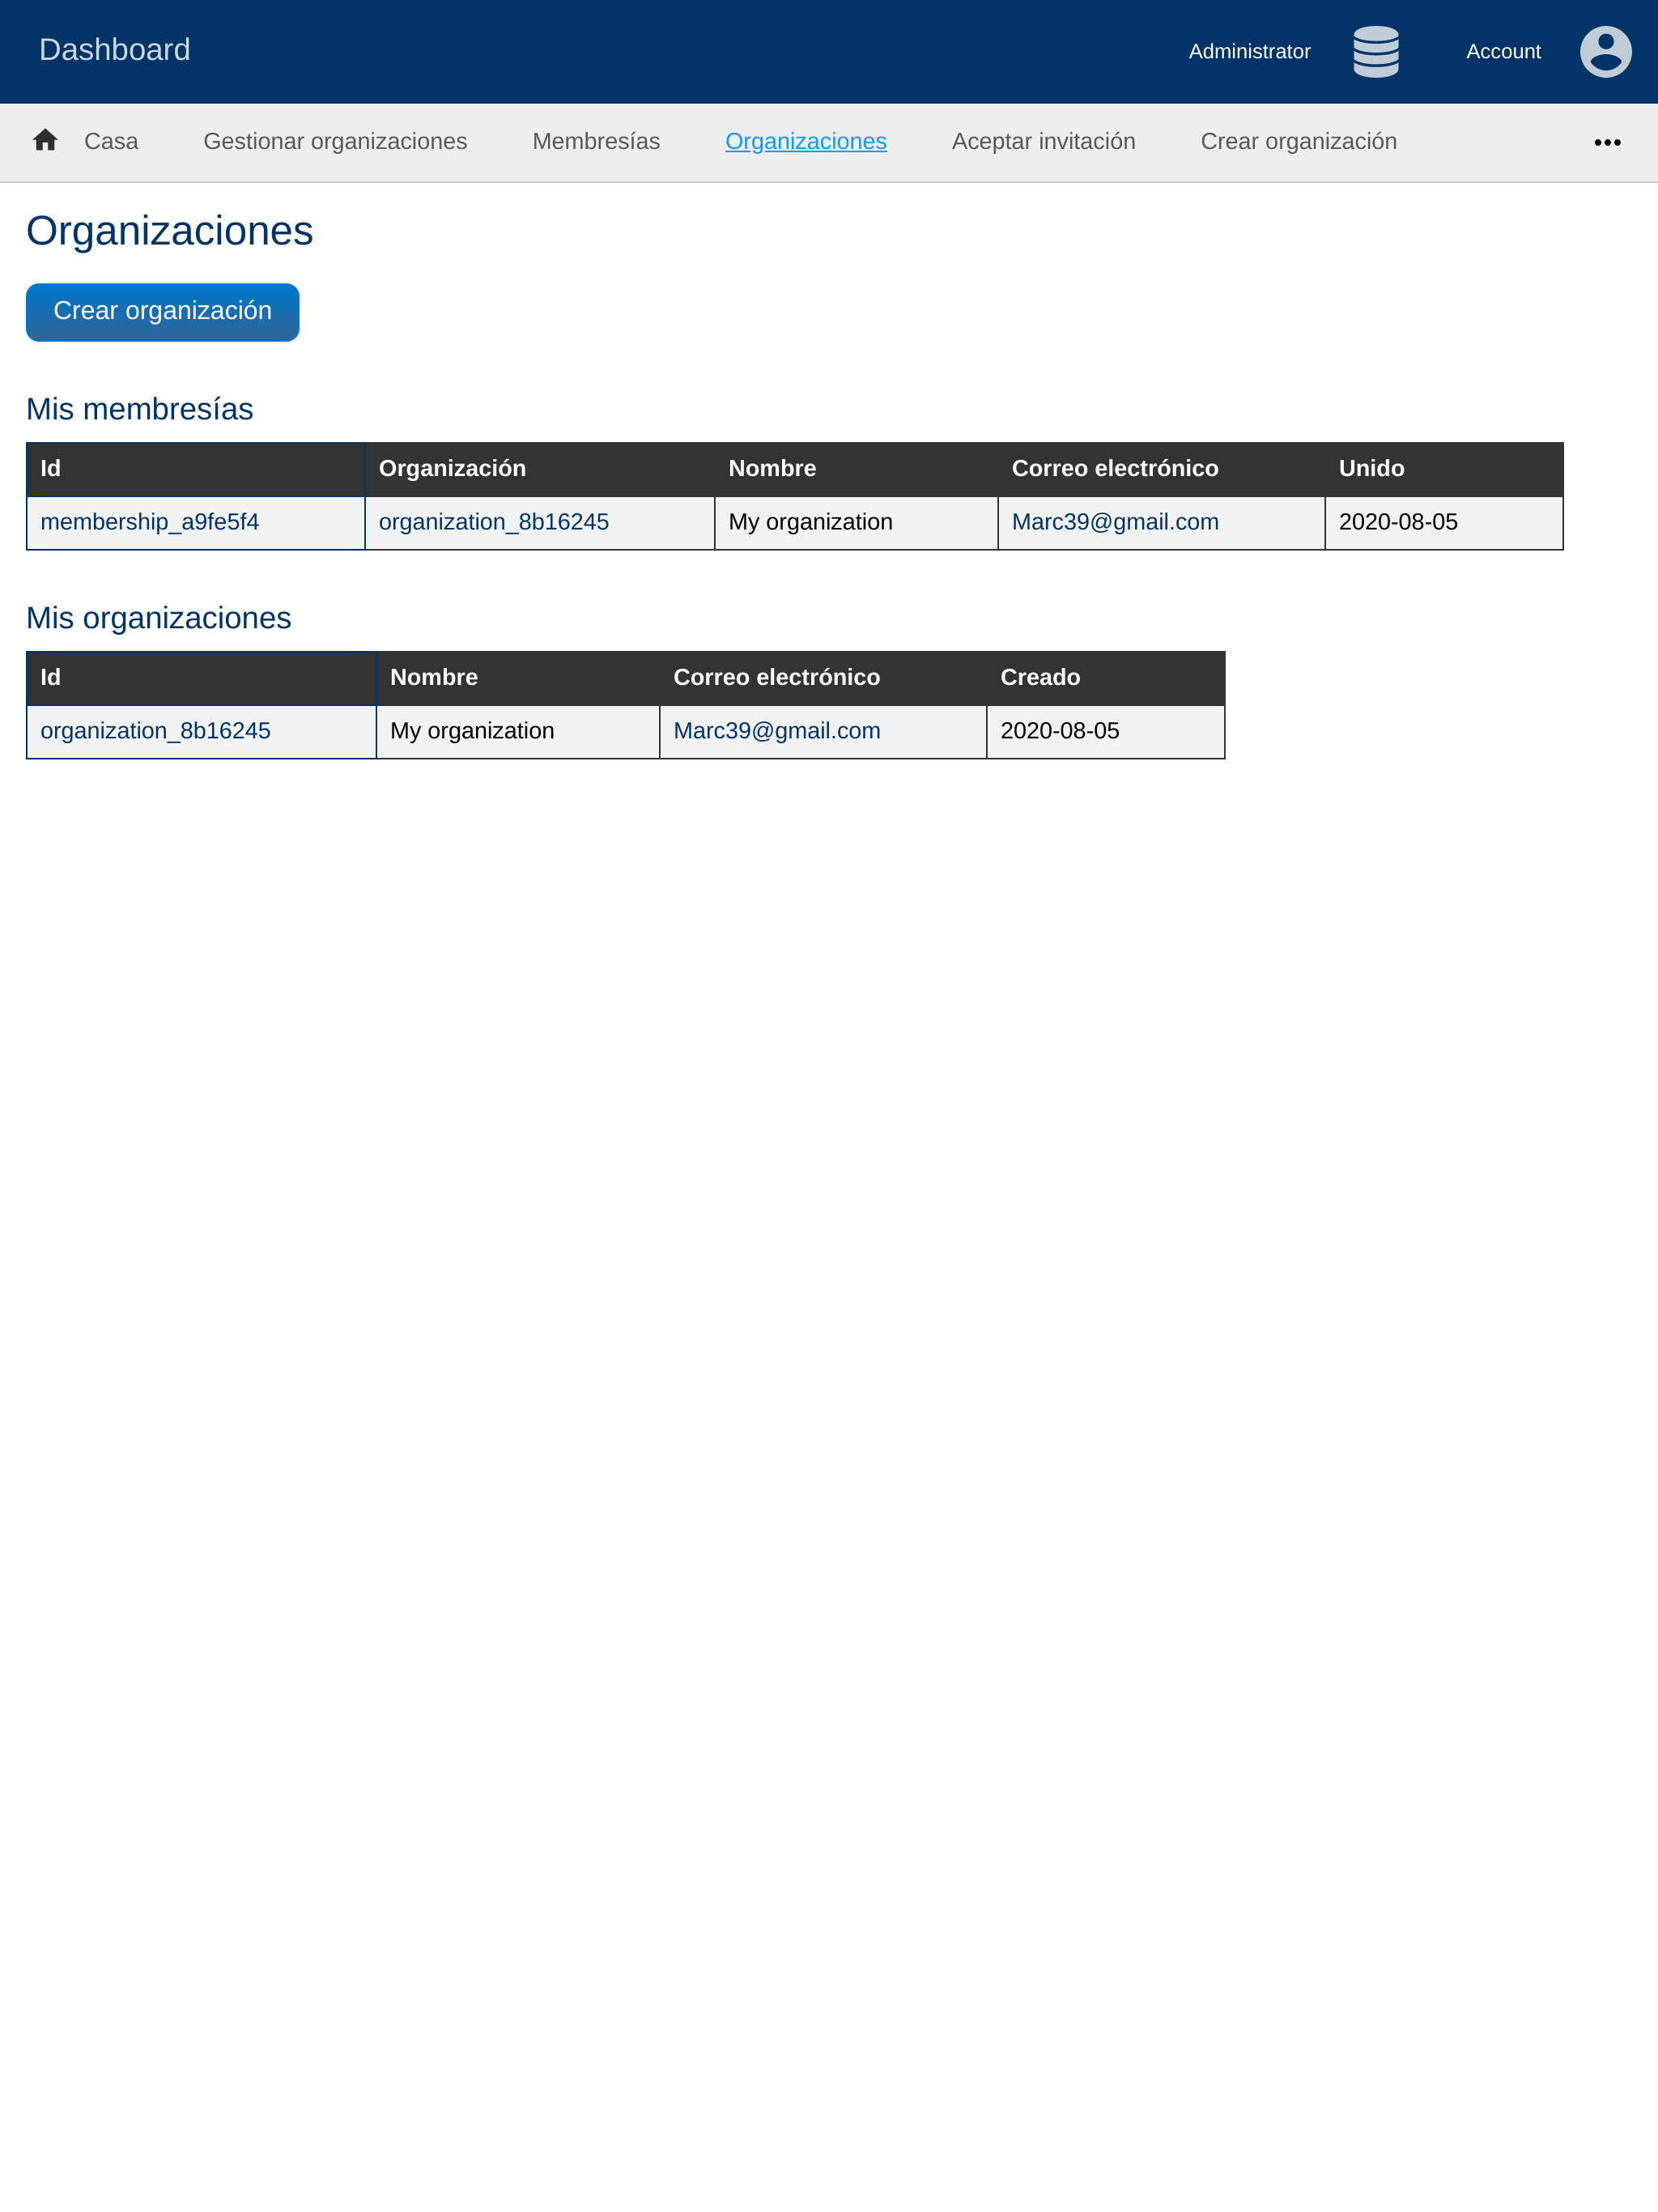 Dashboard Administrator Account
Casa Gestionar organizaciones Membresías Organizaciones Aceptar invitación Crear organización
Organizaciones
Crear organización
Mis membresías
Id Organización Nombre Correo electrónico Unido
membership_a9fe5f4 organization_8b16245 My organization Marc39@gmail.com 2020-08-05
Mis organizaciones
Id Nombre Correo electrónico Creado
organization_8b16245 My organization Marc39@gmail.com 2020-08-05